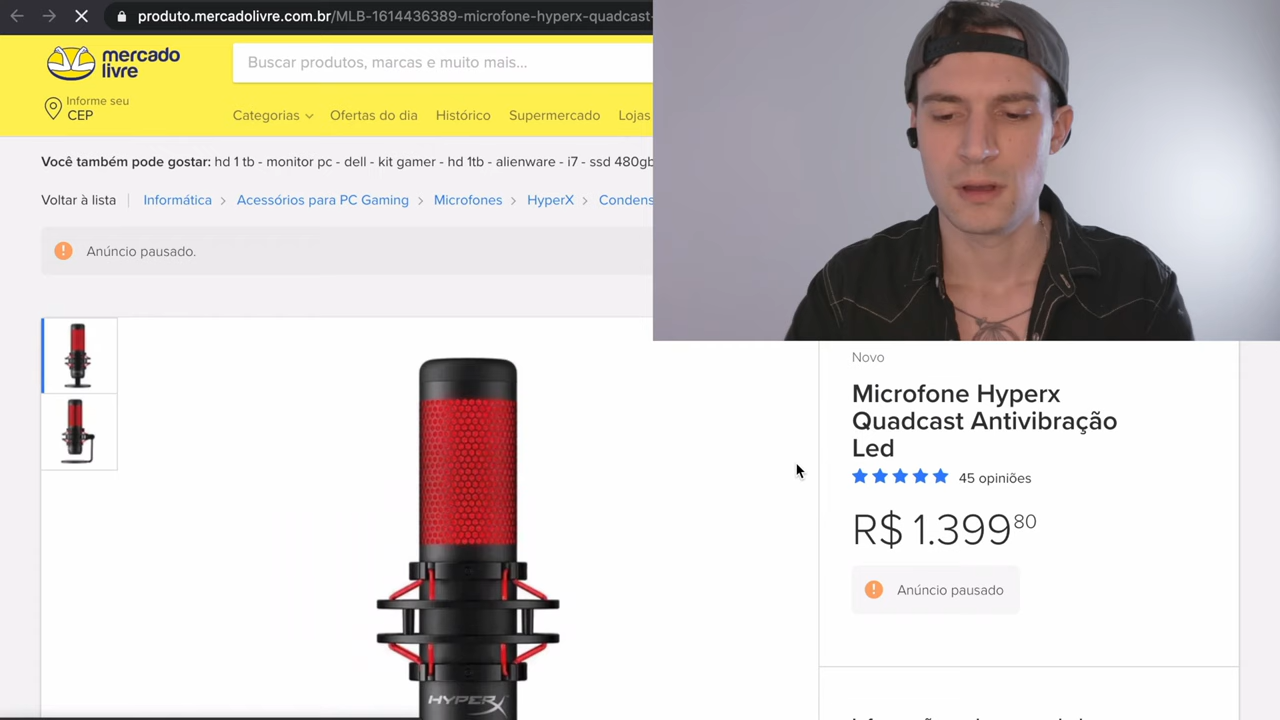 produto.mercadolivre.com.br/MLB-1614436389-microfone-hyperx-quadcast-
mercado
livre
Buscar produtos, marcas e muito mais...
Informe seu
CEP
Categorias Ofertas do dia Histórico Supermercado Lojas
Você também pode gostar: hd 1 tb - monitor pc - dell - kit gamer - hd 1tb - alienware - i7 - ssd 480gb
Voltar à lista Informática Acessórios para PC Gaming Microfones HyperX Condens
Anúncio pausado.
Novo
Microfone Hyperx
Quadcast Antivibração
Led
45 opiniões
R$ 1.399 80
Anúncio pausado
HYPERX